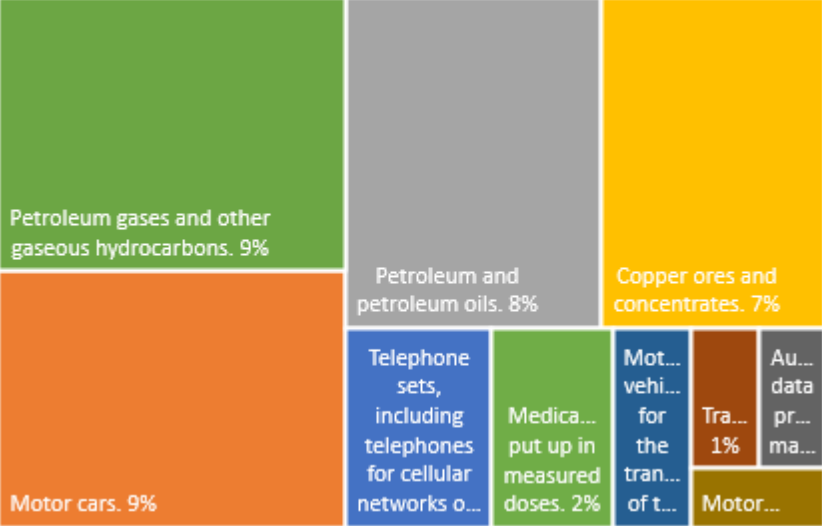 Petroleum gases and other
gaseous hydrocarbons. 9%
Motor cars. 9%
Petroleum and
petroleum oils. 8%
Copper ores and
concentrates. 7%
Telephone
sets,
including
telephones
for cellular
networks o...
Medica...
put up in
measured
doses. 2%
Mot...
vehi...
for
the
tran...
of t...
Tra...
1%
Au...
data
pr...
ma...
Motor...